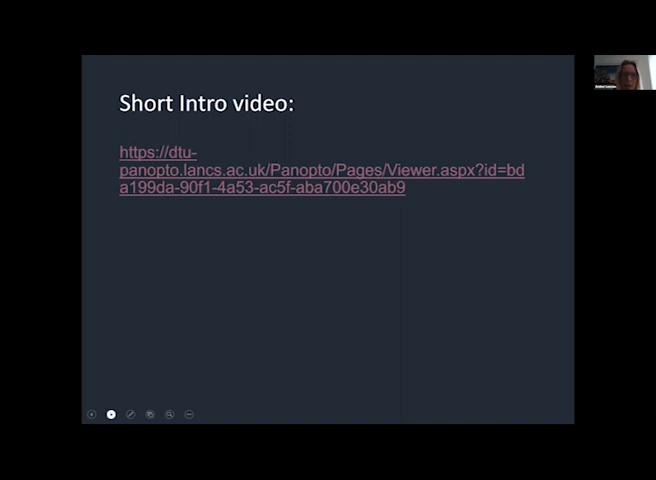 Short Intro video:
https://dtu-
panopto.lancs.ac.uk/Panopto/Pages/Viewer.aspx?id=bd
a199da-90f1-4a53-ac5f-aba700e30ab9